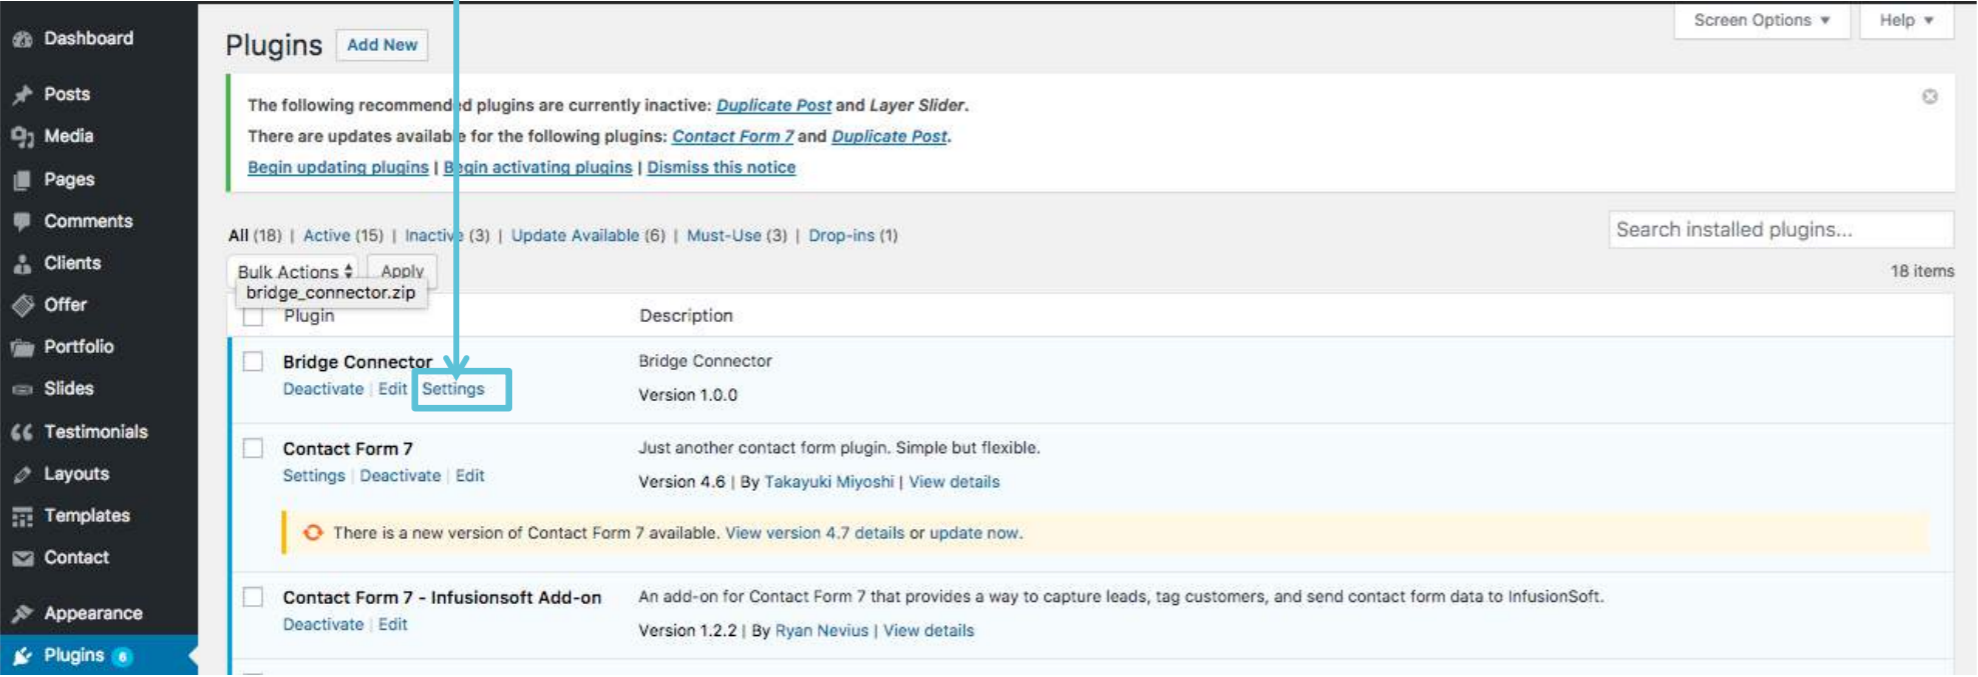 Dashboard
Posts
Media
Pages
Comments
Clients
Offer
Portfolio
Slides
Testimonials
Layouts
Templates
Contact
Appearance
Plugins 6
Screen Options ▼
Help ▼
Plugins Add New
The following recommended plugins are currently inactive: Duplicate Post and Layer Slider.
There are updates available for the following plugins: Contact Form 7 and Duplicate Post.
Begin updating plugins | Begin activating plugins | Dismiss this notice
All (18) | Active (15) | Inactive (3) | Update Available (6) | Must-Use (3) | Drop-ins (1)
Search installed plugins...
Bulk Actions Apply
18 items
bridge_connector.zip
Plugin Description
Bridge Connector
Deactivate | Edit Settings
Bridge Connector
Version 1.0.0
Contact Form 7
Settings | Deactivate | Edit
Just another contact form plugin. Simple but flexible.
Version 4.6 | By Takayuki Miyoshi | View details
There is a new version of Contact Form 7 available. View version 4.7 details or update now.
Contact Form 7 - Infusionsoft Add-on
Deactivate | Edit
An add-on for Contact Form 7 that provides a way to capture leads, tag customers, and send contact form data to InfusionSoft.
Version 1.2.2 | By Ryan Nevius | View details